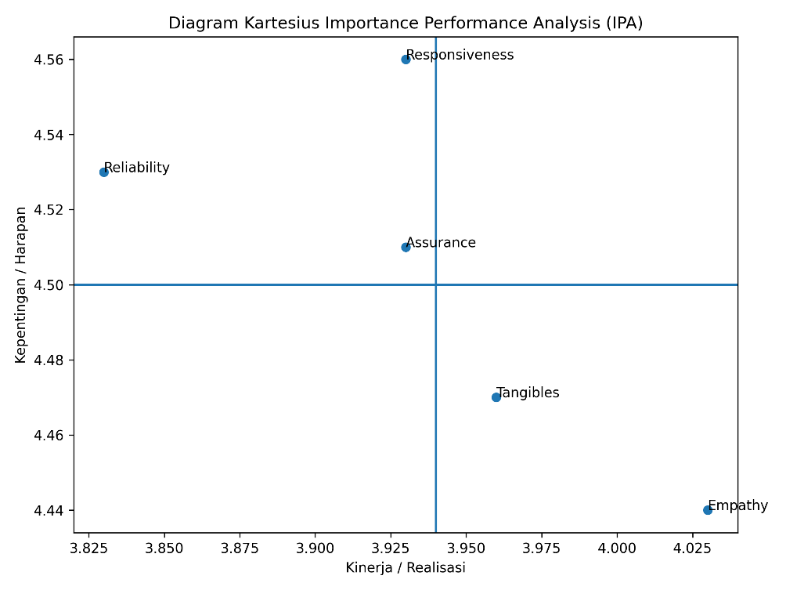 Diagram Kartesius Importance Performance Analysis (IPA)
Kepentingan / Harapan
4.56
4.54
4.52
4.50
4.48
4.46
4.44
Responsiveness
Reliability
Assurance
Tangibles
Empathy
3.825 3.850 3.875 3.900 3.925 3.950 3.975 4.000 4.025
Kinerja / Realisasi